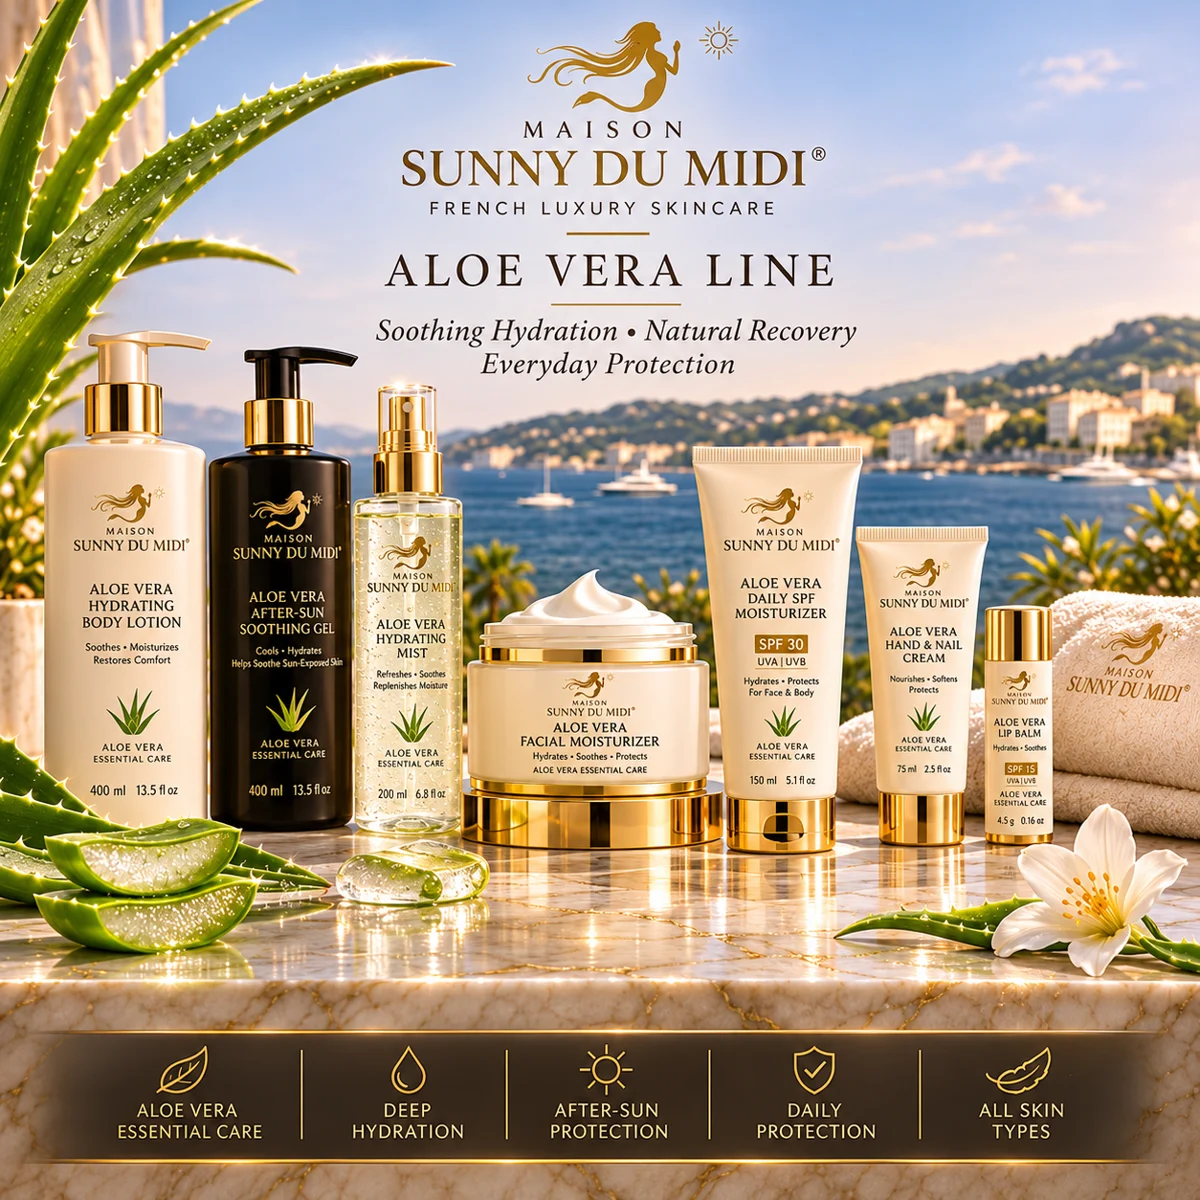 MAISON
SUNNY DU MIDI®
FRENCH LUXURY SKINCARE
ALOE VERA LINE
Soothing Hydration • Natural Recovery
Everyday Protection
MAISON
SUNNY DU MIDI®
ALOE VERA
HYDRATING
BODY LOTION
Soothes • Moisturizes
Restores Comfort
ALOE VERA
ESSENTIAL CARE
400 ml 13.5 fl oz
MAISON
SUNNY DU MIDI®
ALOE VERA
AFTER-SUN
SOOTHING GEL
Cools • Hydrates
Helps Soothe Sun-Exposed Skin
ALOE VERA
ESSENTIAL CARE
400 ml 13.5 fl oz
MAISON
SUNNY DU MIDI
ALOE VERA
HYDRATING
MIST
Refreshes • Soothes
Replenishes Moisture
ALOE VERA
ESSENTIAL CARE
200 ml 6.8 fl oz
MAISON
SUNNY DU MIDI®
ALOE VERA
FACIAL MOISTURIZER
Hydrates • Soothes • Protects
ALOE VERA ESSENTIAL CARE
MAISON
SUNNY DU MIDI®
ALOE VERA
DAILY SPF
MOISTURIZER
SPF 30
UVA | UVB
Hydrates • Protects
For Face & Body
ALOE VERA
ESSENTIAL CARE
150 ml 5.1 fl oz
MAISON
SUNNY DU MIDI®
ALOE VERA
HAND & NAIL
CREAM
Nourishes • Softens
Protects
ALOE VERA
ESSENTIAL CARE
75 ml 2.5 fl oz
MAISON
SUNNY DU MIDI®
ALOE VERA
LIP BALM
Hydrates • Soothes
SPF 15
UVA | UVB
ALOE VERA
ESSENTIAL CARE
4.5 g 0.16 oz
MAISON
SUNNY DU MIDI®
ALOE VERA
ESSENTIAL CARE
DEEP
HYDRATION
AFTER-SUN
PROTECTION
DAILY
PROTECTION
ALL SKIN
TYPES